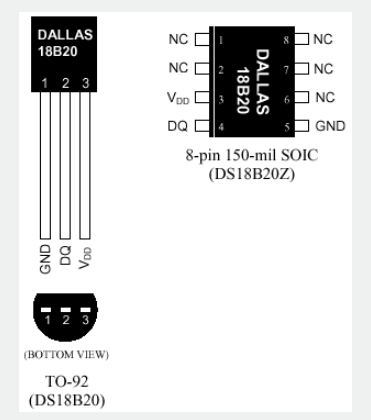 DALLAS
18B20
1 2 3
GND
DQ
VDD
1 2 3
(BOTTOM VIEW)
TO-92
(DS18B20)
NC 1 8 NC
NC 2 7 NC
VDD 3 6 NC
DQ 4 5 GND
DALLAS
18B20
8-pin 150-mil SOIC
(DS18B20Z)